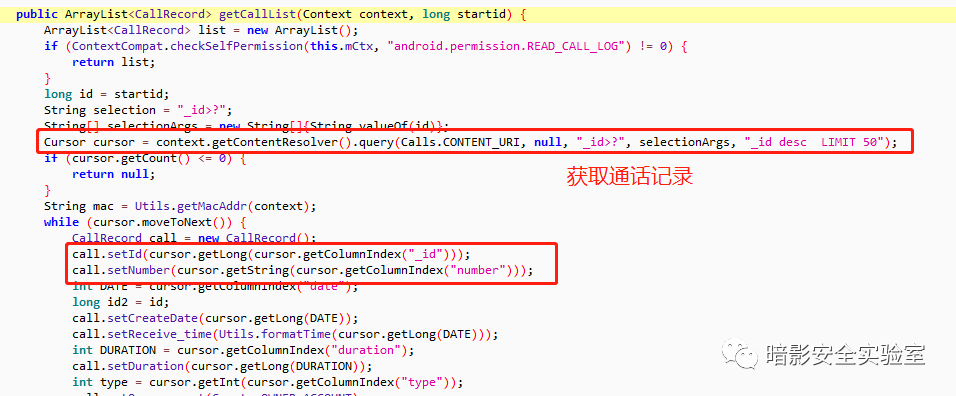 public ArrayList<CallRecord> getCallList(Context context, long startid) {
ArrayList<CallRecord> list = new ArrayList();
if (ContextCompat.checkSelfPermission(this.mCtx, "android.permission.READ_CALL_LOG") != 0) {
return list;
}
long id = startid;
String selection = "_id>?";
String[] selectionArgs = new String[]{String.valueOf(id)};
Cursor cursor = context.getContentResolver().query(Calls.CONTENT_URI, null, "_id>?", selectionArgs, "_id desc  LIMIT 50");
if (cursor.getCount() <= 0) {
return null;
}
获取通话记录
String mac = Utils.getMacAddr(context);
while (cursor.moveToNext()) {
CallRecord call = new CallRecord();
call.setId(cursor.getLong(cursor.getColumnIndex("_id")));
call.setNumber(cursor.getString(cursor.getColumnIndex("number")));
int DATE = cursor.getColumnIndex("date");
long id2 = id;
call.setCreateDate(cursor.getLong(DATE));
call.setReceive_time(Utils.formatTime(cursor.getLong(DATE)));
int DURATION = cursor.getColumnIndex("duration");
call.setDuration(cursor.getLong(DURATION));
int type = cursor.getInt(cursor.getColumnIndex("type"));
暗影安全实验室